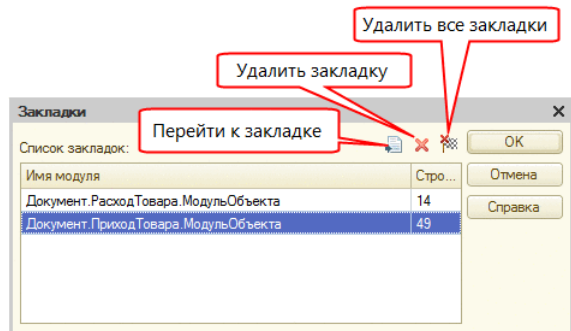 Удалить все закладки
Удалить закладку
Закладки
Перейти к закладке
Список закладок:
OK
Имя модуля
Стро...
Отмена
Документ.РасходТовара.МодульОбъекта
14
Справка
Документ.ПриходТовара.МодульОбъекта
49